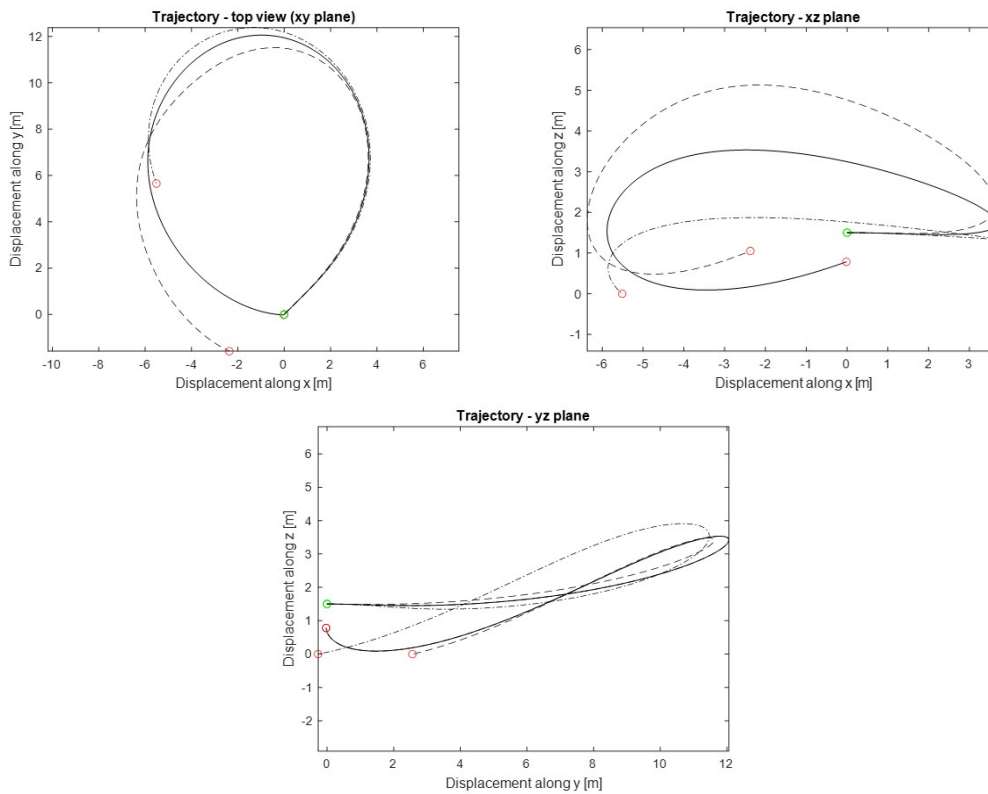 Trajectory - top view (xy plane)
12
10
8
6
4
2
0
-10 -8 -6 -4 -2 0 2 4 6
Displacement along x [m]
Displacement along y [m]
Trajectory - xz plane
6
5
4
3
2
1
0
-1
-6 -5 -4 -3 -2 -1 0 1 2 3
Displacement along x [m]
Displacement along z [m]
Trajectory - yz plane
6
5
4
3
2
1
0
-1
-2
0 2 4 6 8 10 12
Displacement along y [m]
Displacement along z [m]